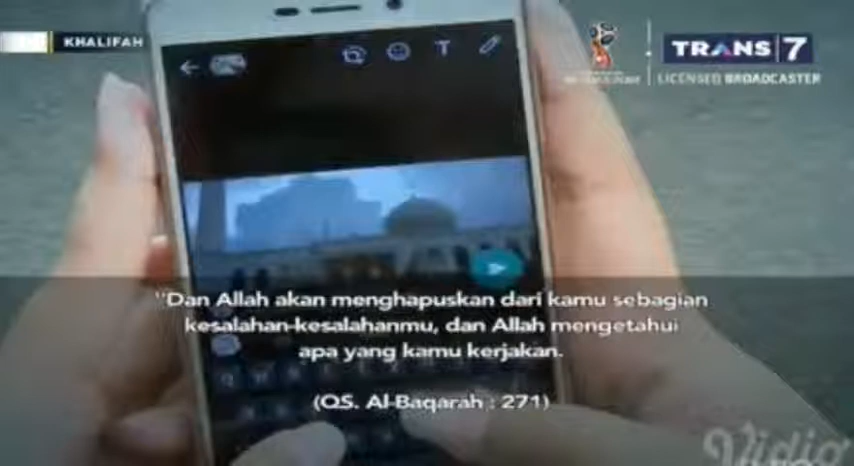 KHALIFAH
TRANS|7
LICENSED BROADCASTER
T
"Dan Allah akan menghapuskan dari kamu sebagian
kesalahan-kesalahanmu, dan Allah mengetahui
apa yang kamu kerjakan.
(QS. Al-Baqarah : 271)
Vidio